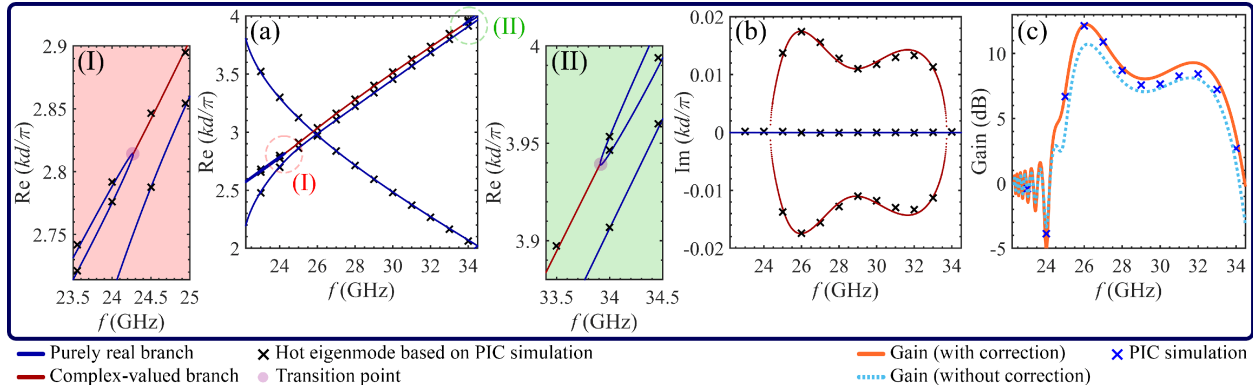 (I)
2.9
2.85
2.8
2.75
Re (kd/π)
23.5 24 24.5 25
f (GHz)
(a)
(II)
(I)
4
3.5
3
2.5
2
Re (kd/π)
24 26 28 30 32 34
f (GHz)
(II)
4
3.95
3.9
Re (kd/π)
33.5 34 34.5
f (GHz)
(b)
0.02
0.01
0
-0.01
-0.02
Im (kd/π)
24 26 28 30 32 34
f (GHz)
(c)
10
5
0
-5
Gain (dB)
24 26 28 30 32 34
f (GHz)
Purely real branch
Complex-valued branch
Hot eigenmode based on PIC simulation
Transition point
Gain (with correction)
Gain (without correction)
PIC simulation